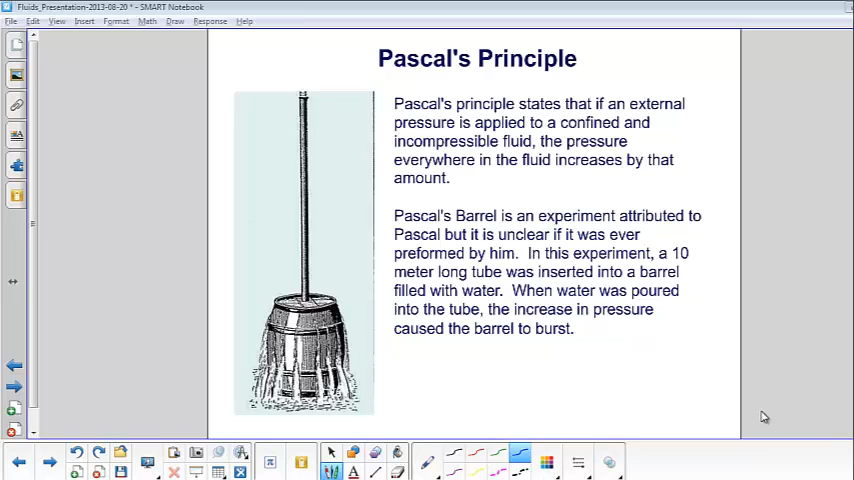 Fluids_Presentation-2013-08-20 * - SMART Notebook
File Edit View Insert Format Math Draw Response Help
Pascal's Principle
Pascal's principle states that if an external
pressure is applied to a confined and
incompressible fluid, the pressure
everywhere in the fluid increases by that
amount.
Pascal's Barrel is an experiment attributed to
Pascal but it is unclear if it was ever
preformed by him. In this experiment, a 10
meter long tube was inserted into a barrel
filled with water. When water was poured
into the tube, the increase in pressure
caused the barrel to burst.